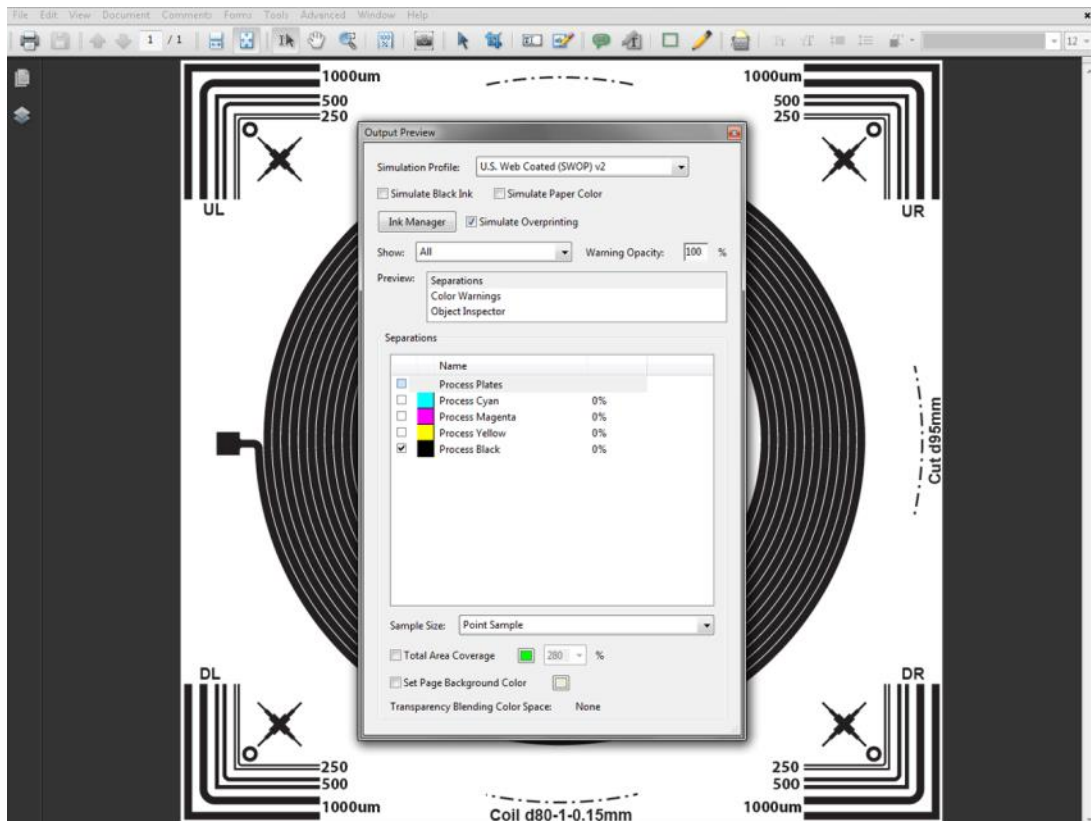 File Edit View Document Comments Forms Tools Advanced Window Help
1 / 1
12
1000um 1000um
500 500
250 250
UL UR
Output Preview
Simulation Profile: U.S. Web Coated (SWOP) v2
Simulate Black Ink Simulate Paper Color
Ink Manager Simulate Overprinting
Show: All Warning Opacity: 100 %
Preview: Separations
Color Warnings
Object Inspector
Separations
Name
Process Plates
Process Cyan 0%
Process Magenta 0%
Process Yellow 0%
Process Black 0%
Sample Size: Point Sample
Total Area Coverage 280 %
Set Page Background Color
Transparency Blending Color Space: None
Cut d95mm
DL DR
250 250
500 500
1000um 1000um
Coil d80-1-0,15mm